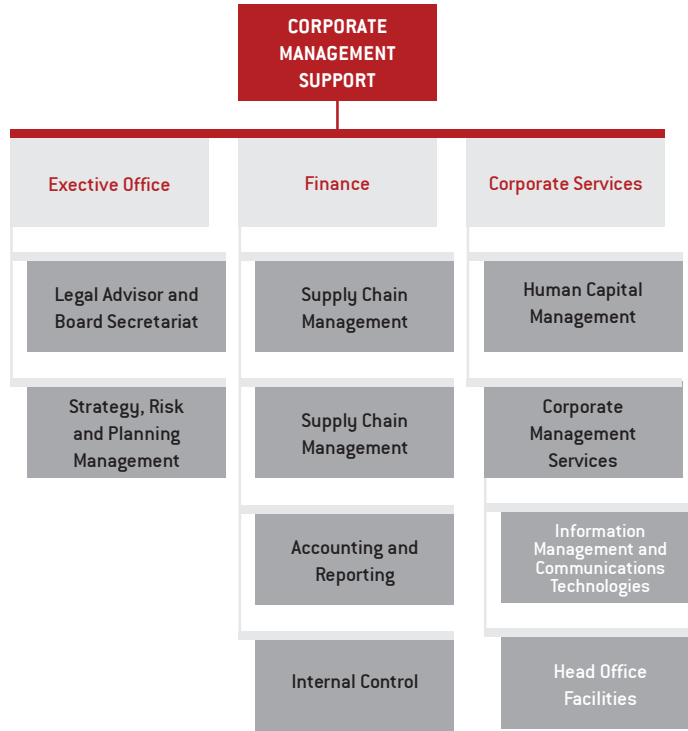 CORPORATE
MANAGEMENT
SUPPORT
Exective Office
Finance
Corporate Services
Legal Advisor and
Board Secretariat
Strategy, Risk
and Planning
Management
Supply Chain
Management
Supply Chain
Management
Accounting and
Reporting
Internal Control
Human Capital
Management
Corporate
Management
Services
Information
Management and
Communications
Technologies
Head Office
Facilities